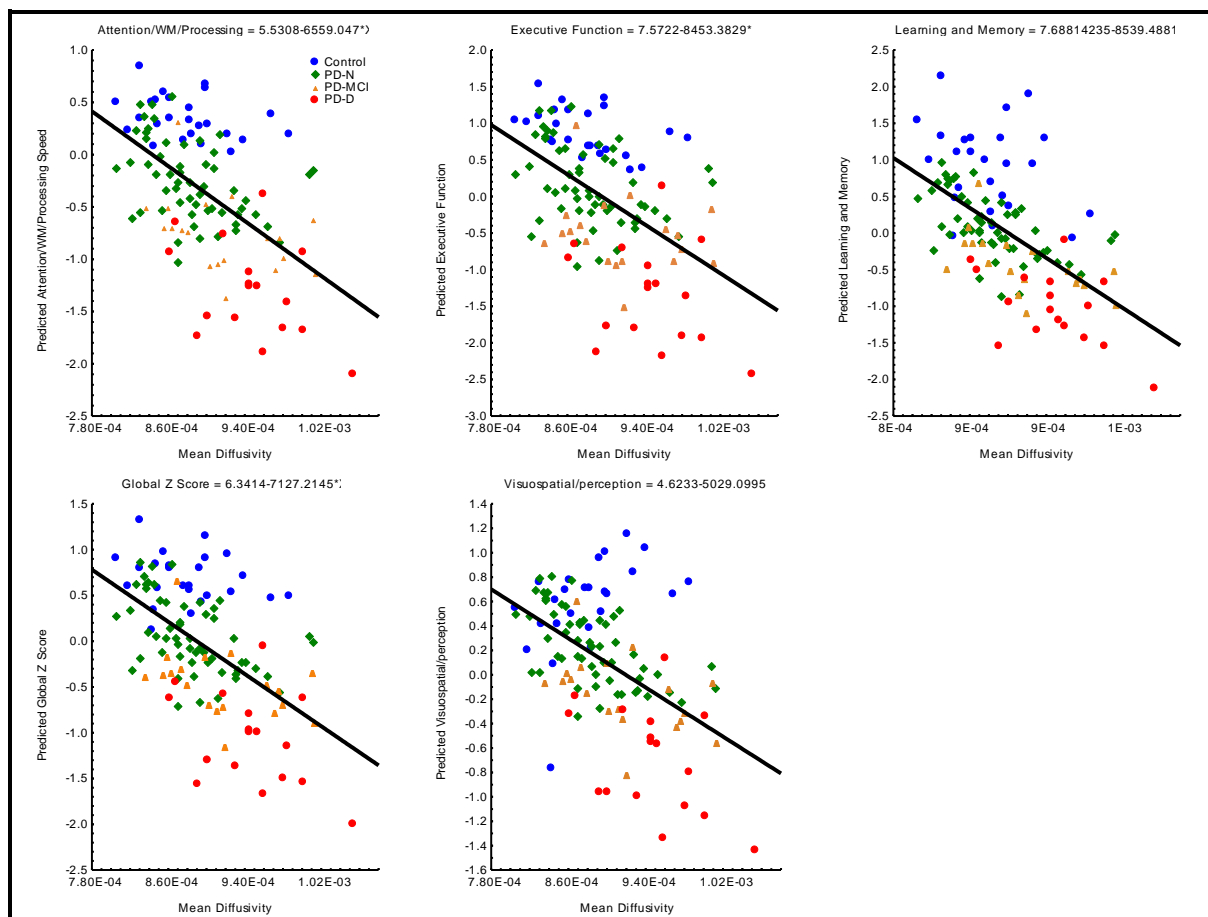 Attention/WM/Processing = 5.5308-6559.047*
Predicted Attention/WM/Processing Speed
1.0
0.5
0.0
-0.5
-1.0
-1.5
-2.0
-2.5
Control
PD-N
PD-MCI
PD-D
7.80E-04 8.60E-04 9.40E-04 1.02E-03
Mean Diffusivity
Executive Function = 7.5722-8453.3829*
Predicted Executive Function
2.0
1.5
1.0
0.5
0.0
-0.5
-1.0
-1.5
-2.0
-2.5
-3.0
7.80E-04 8.60E-04 9.40E-04 1.02E-03
Mean Diffusivity
Learning and Memory = 7.68814235-8539.4881
Predicted Learning and Memory
2.5
2.0
1.5
1.0
0.5
0.0
-0.5
-1.0
-1.5
-2.0
-2.5
8E-04 9E-04 9E-04 1E-03
Mean Diffusivity
Global Z Score = 6.3414-7127.2145*
Predicted Global Z Score
1.5
1.0
0.5
0.0
-0.5
-1.0
-1.5
-2.0
-2.5
7.80E-04 8.60E-04 9.40E-04 1.02E-03
Mean Diffusivity
Visuospatial/perception = 4.6233-5029.0995
Predicted Visuospatial/perception
1.4
1.2
1.0
0.8
0.6
0.4
0.2
0.0
-0.2
-0.4
-0.6
-0.8
-1.0
-1.2
-1.4
-1.6
7.80E-04 8.60E-04 9.40E-04 1.02E-03
Mean Diffusivity